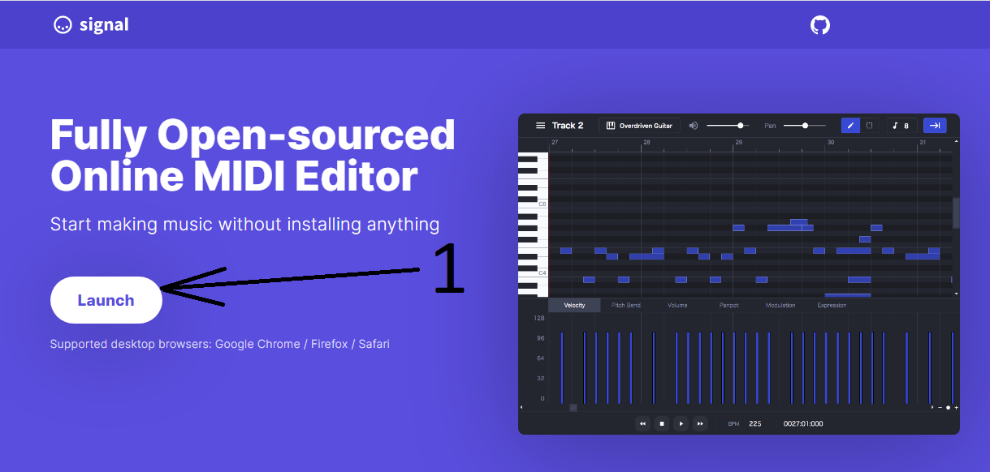 signal
Fully Open-sourced
Online MIDI Editor
Start making music without installing anything
1
Launch
Supported desktop browsers: Google Chrome / Firefox / Safari
Track 2 Overdriven Guitar Pan 8
27 28 29 30 31
C5
C4
Velocity Pitch Bend Volume Panpot Modulation Expression
128
96
64
32
0
BPM 225 0027:01:000